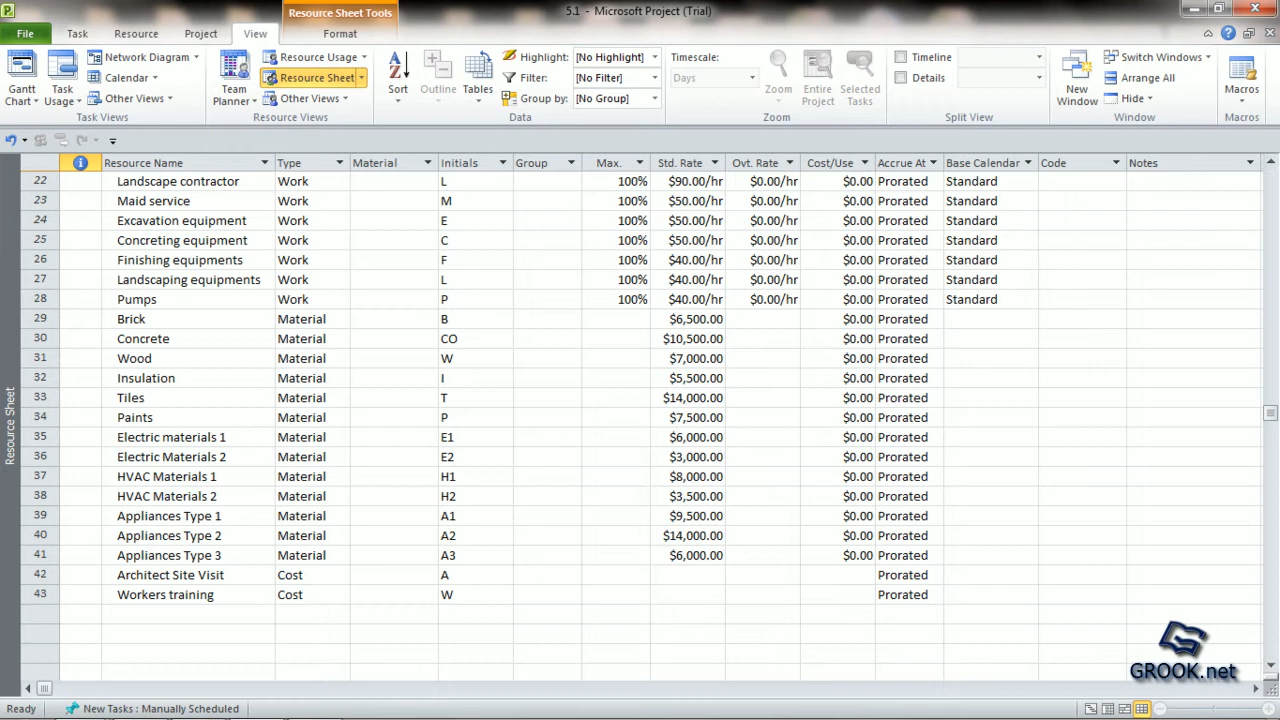 Resource Sheet Tools
5.1 - Microsoft Project (Trial)
File Task Resource Project View Format
Gantt Chart
Task Usage
Network Diagram
Calendar
Other Views
Task Views
Team Planner
Resource Usage
Resource Sheet
Other Views
Resource Views
Sort
Outline
Tables
Highlight: [No Highlight]
Filter: [No Filter]
Group by: [No Group]
Data
Timescale:
Days
Zoom
Entire Project
Selected Tasks
Zoom
Timeline
Details
Split View
New Window
Switch Windows
Arrange All
Hide
Window
Macros
Macros
Resource Name Type Material Initials Group Max. Std. Rate Ovt. Rate Cost/Use Accrue At Base Calendar Code Notes
22 Landscape contractor Work L 100% $90.00/hr $0.00/hr $0.00 Prorated Standard
23 Maid service Work M 100% $50.00/hr $0.00/hr $0.00 Prorated Standard
24 Excavation equipment Work E 100% $50.00/hr $0.00/hr $0.00 Prorated Standard
25 Concreting equipment Work C 100% $50.00/hr $0.00/hr $0.00 Prorated Standard
26 Finishing equipments Work F 100% $40.00/hr $0.00/hr $0.00 Prorated Standard
27 Landscaping equipments Work L 100% $40.00/hr $0.00/hr $0.00 Prorated Standard
28 Pumps Work P 100% $40.00/hr $0.00/hr $0.00 Prorated Standard
29 Brick Material B $6,500.00 $0.00 Prorated
30 Concrete Material CO $10,500.00 $0.00 Prorated
31 Wood Material W $7,000.00 $0.00 Prorated
32 Insulation Material I $5,500.00 $0.00 Prorated
33 Tiles Material T $14,000.00 $0.00 Prorated
34 Paints Material P $7,500.00 $0.00 Prorated
35 Electric materials 1 Material E1 $6,000.00 $0.00 Prorated
36 Electric Materials 2 Material E2 $3,000.00 $0.00 Prorated
37 HVAC Materials 1 Material H1 $8,000.00 $0.00 Prorated
38 HVAC Materials 2 Material H2 $3,500.00 $0.00 Prorated
39 Appliances Type 1 Material A1 $9,500.00 $0.00 Prorated
40 Appliances Type 2 Material A2 $14,000.00 $0.00 Prorated
41 Appliances Type 3 Material A3 $6,000.00 $0.00 Prorated
42 Architect Site Visit Cost A Prorated
43 Workers training Cost W Prorated
Resource Sheet
GROOK.net
Ready New Tasks : Manually Scheduled